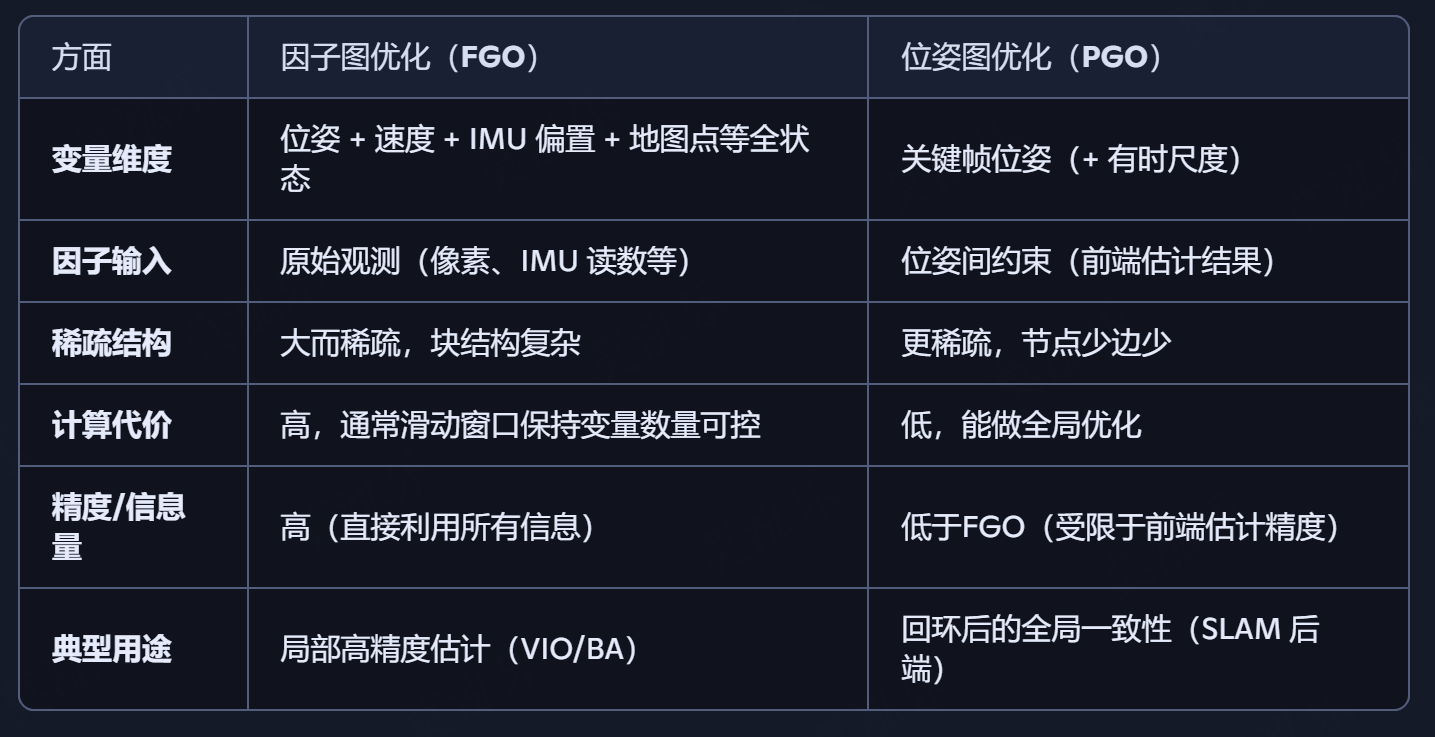 方面
因子图优化（FGO）
位姿图优化（PGO）
变量维度
位姿 + 速度 + IMU 偏置 + 地图点等全状
态
关键帧位姿（+ 有时尺度）
因子输入
原始观测（像素、IMU 读数等）
位姿间约束（前端估计结果）
稀疏结构
大而稀疏，块结构复杂
更稀疏，节点少边少
计算代价
高，通常滑动窗口保持变量数量可控
低，能做全局优化
精度/信息
量
高（直接利用所有信息）
低于FGO（受限于前端估计精度）
典型用途
局部高精度估计（VIO/BA）
回环后的全局一致性（SLAM 后
端）